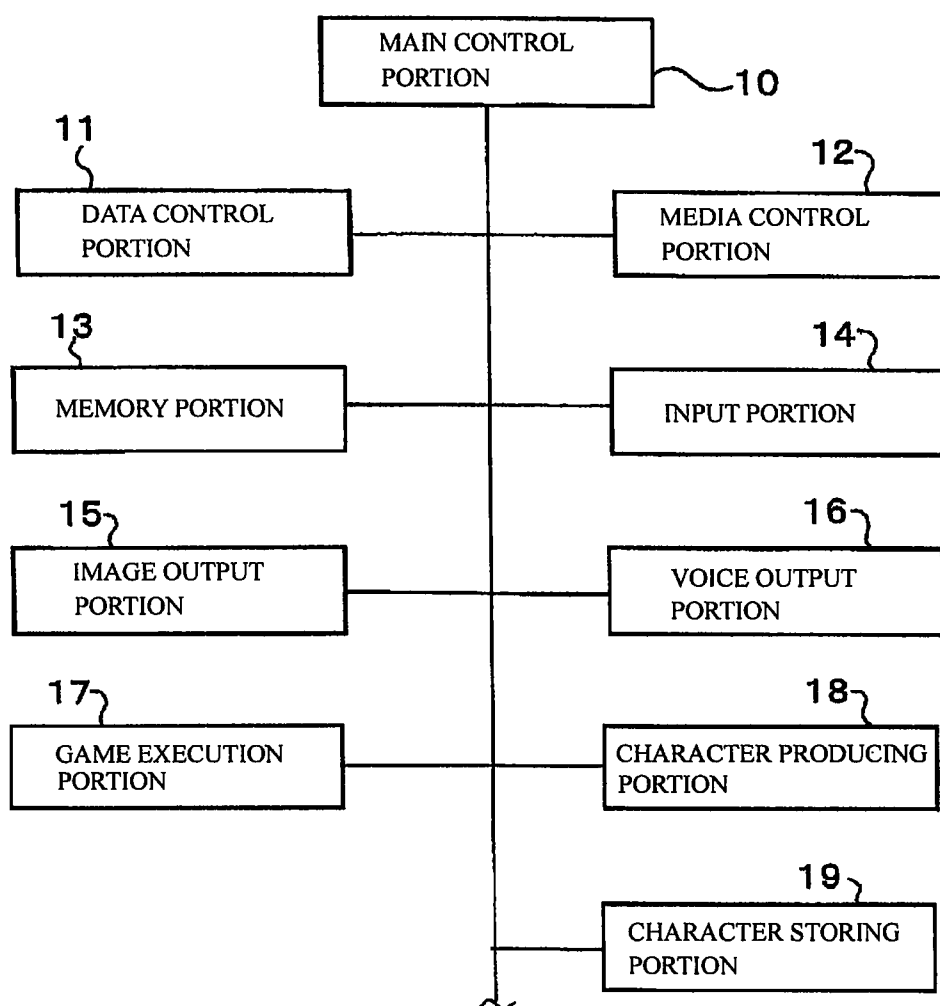 MAIN CONTROL
PORTION
10
11
DATA CONTROL
PORTION
12
MEDIA CONTROL
PORTION
13
MEMORY PORTION
14
INPUT PORTION
15
IMAGE OUTPUT
PORTION
16
VOICE OUTPUT
PORTION
17
GAME EXECUTION
PORTION
18
CHARACTER PRODUCING
PORTION
19
CHARACTER STORING
PORTION